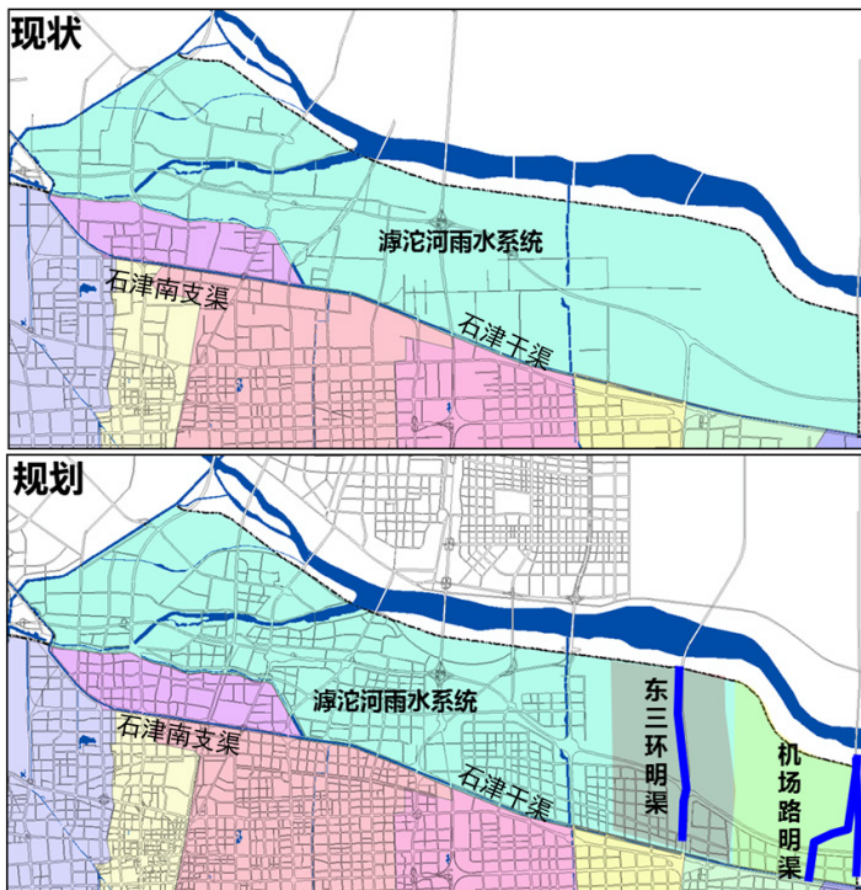 现状
滹沱河雨水系统
石津南支渠
石津干渠
规划
滹沱河雨水系统
石津南支渠
石津干渠
东三环明渠
机场路明渠